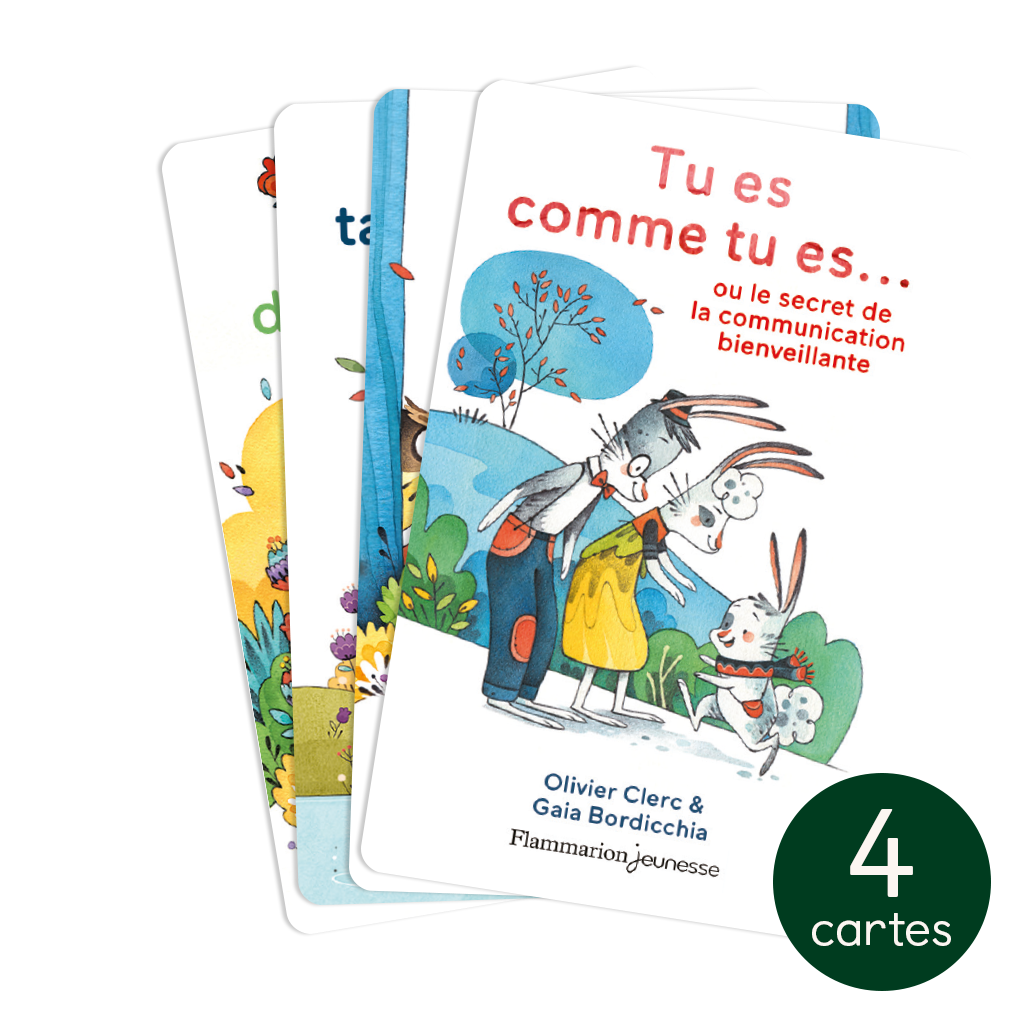 Tu es
comme tu es...
ou le secret de
la communication
bienveillante
Olivier Clerc &
Gaia Bordicchia
Flammarion jeunesse
4
cartes